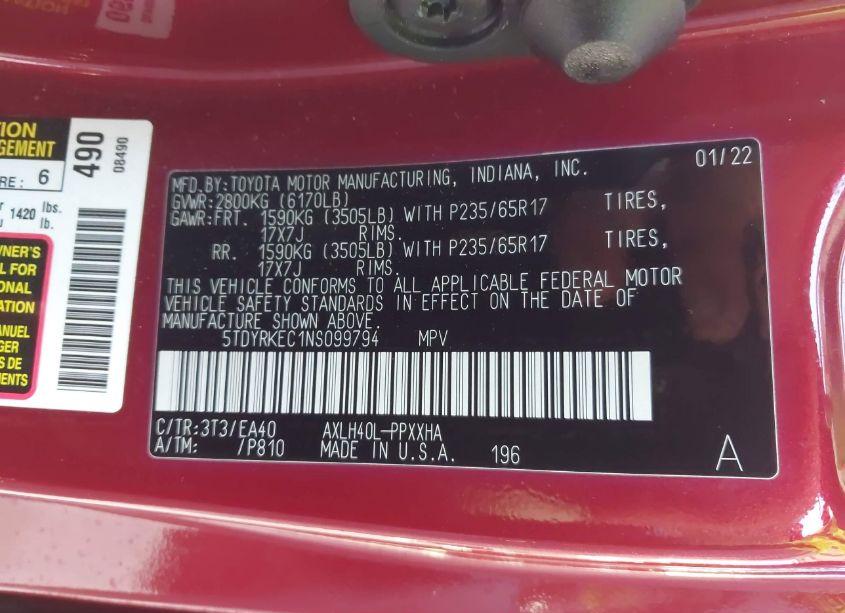 TION
GEMENT
RE: 6
490
08490
1420 lbs.
lb.
WNER'S
L FOR
ONAL
ATION
ANUEL
GER
S DE
MENTS
MFD.BY:TOYOTA MOTOR MANUFACTURING, INDIANA, INC. 01/22
GVWR:2800KG (6170LB)
GAWR:FRT. 1590KG (3505LB) WITH P235/65R17 TIRES,
17X7J RIMS.
RR. 1590KG (3505LB) WITH P235/65R17 TIRES,
17X7J RIMS.
THIS VEHICLE CONFORMS TO ALL APPLICABLE FEDERAL MOTOR
VEHICLE SAFETY STANDARDS IN EFFECT ON THE DATE OF
MANUFACTURE SHOWN ABOVE.
5TDYRKEC1NS099794 MPV
C/TR:3T3/EA40 AXLH40L-PPXXHA
A/TM: /P810 MADE IN U.S.A. 196 A